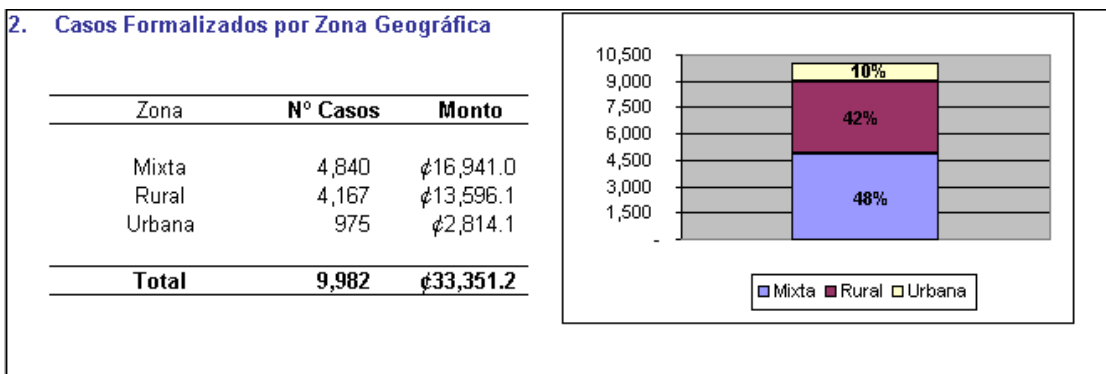 2. Casos Formalizados por Zona Geográfica
Zona Nº Casos Monto
Mixta 4,840 ¢16,941.0
Rural 4,167 ¢13,596.1
Urbana 975 ¢2,814.1
Total 9,982 ¢33,351.2
10,500
9,000
7,500
6,000
4,500
3,000
1,500
-
10%
42%
48%
Mixta Rural Urbana